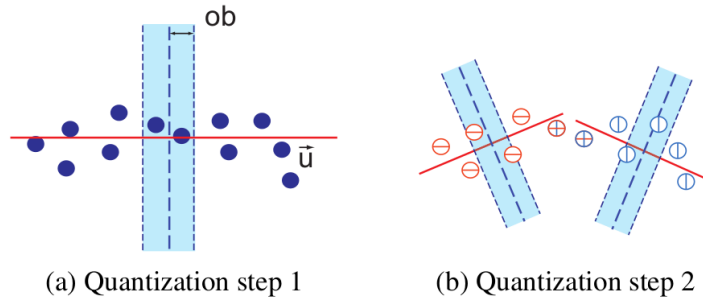 ob
u
(a) Quantization step 1
(b) Quantization step 2